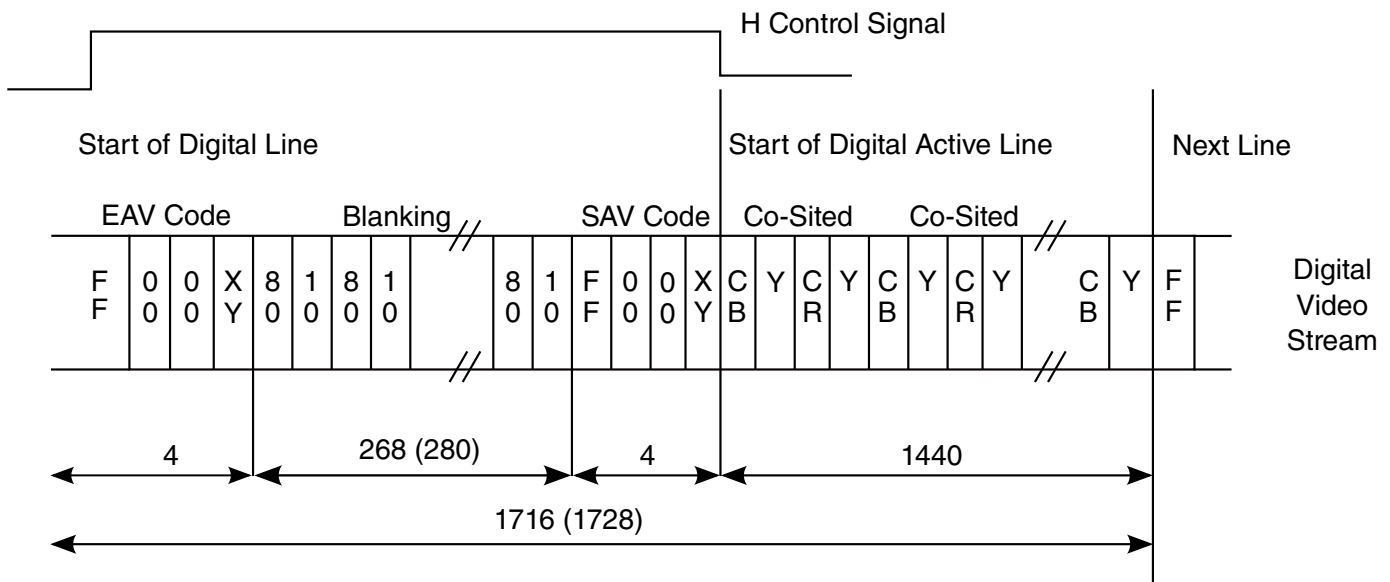 H Control Signal
Start of Digital Line
Start of Digital Active Line
Next Line
EAV Code
Blanking
SAV Code
Co-Sited
Co-Sited
F 0 0 X 8 1 8 1 8 1 F 0 0 X C Y C Y C Y C Y C Y F
F 0 0 Y 0 0 0 0 0 0 F 0 0 Y B R B R B F
Digital
Video
Stream
4
268 (280)
4
1440
1716 (1728)